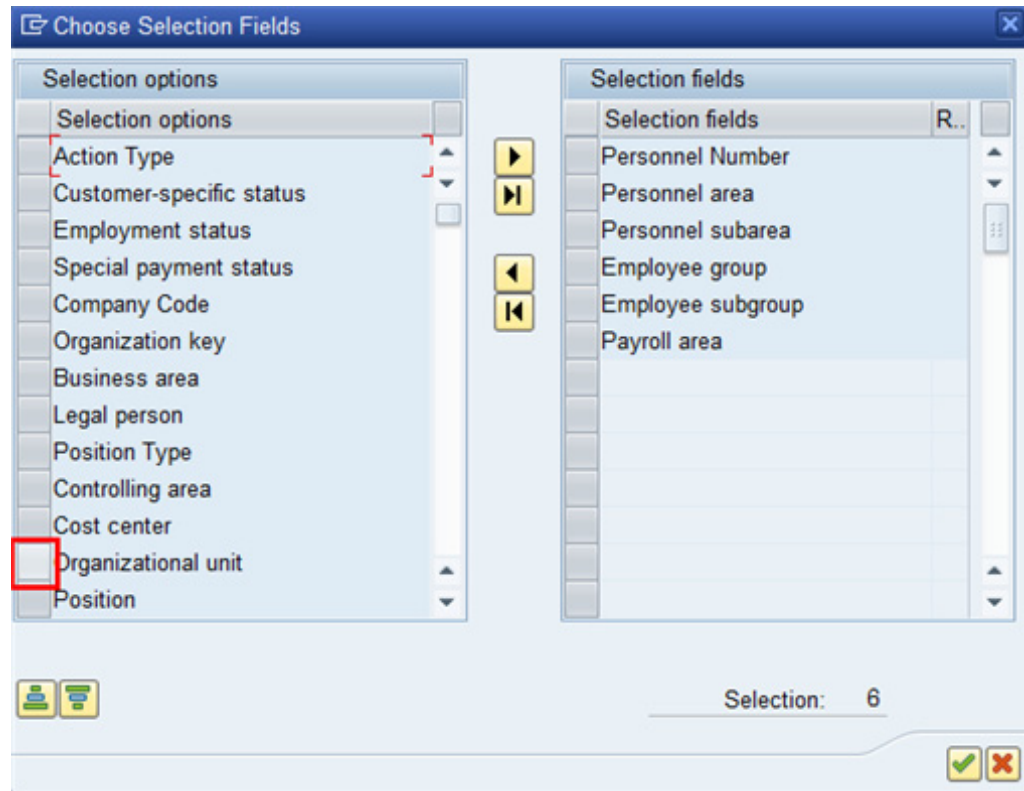 Choose Selection Fields
Selection options
Selection options
Action Type
Customer-specific status
Employment status
Special payment status
Company Code
Organization key
Business area
Legal person
Position Type
Controlling area
Cost center
Organizational unit
Position
Selection fields
Selection fields R..
Personnel Number
Personnel area
Personnel subarea
Employee group
Employee subgroup
Payroll area
Selection: 6